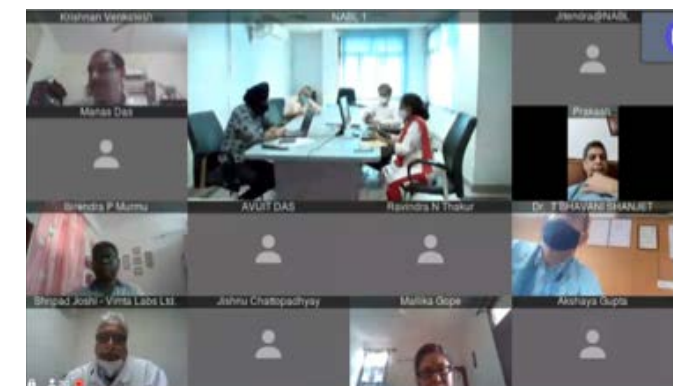 Krishnan Venkatesh
NABL 1
Jitendra@NABL
Manas Das
Prakash
Birendra P Murmu
AVIJIT DAS
Ravindra N Thakur
Dr. T BHAVANI SHANJET
Shripad Joshi - Vimta Labs Ltd.
Jishnu Chattopadhyay
Mallika Gope
Akshaya Gupta